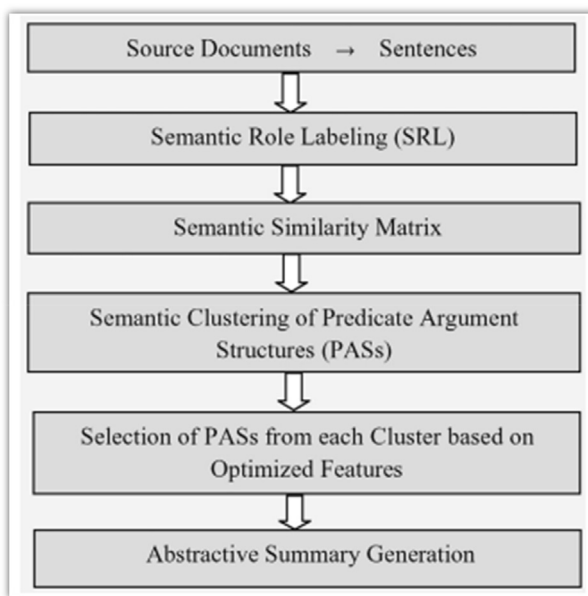 Source Documents → Sentences
Semantic Role Labeling (SRL)
Semantic Similarity Matrix
Semantic Clustering of Predicate Argument
Structures (PASs)
Selection of PASs from each Cluster based on
Optimized Features
Abstractive Summary Generation